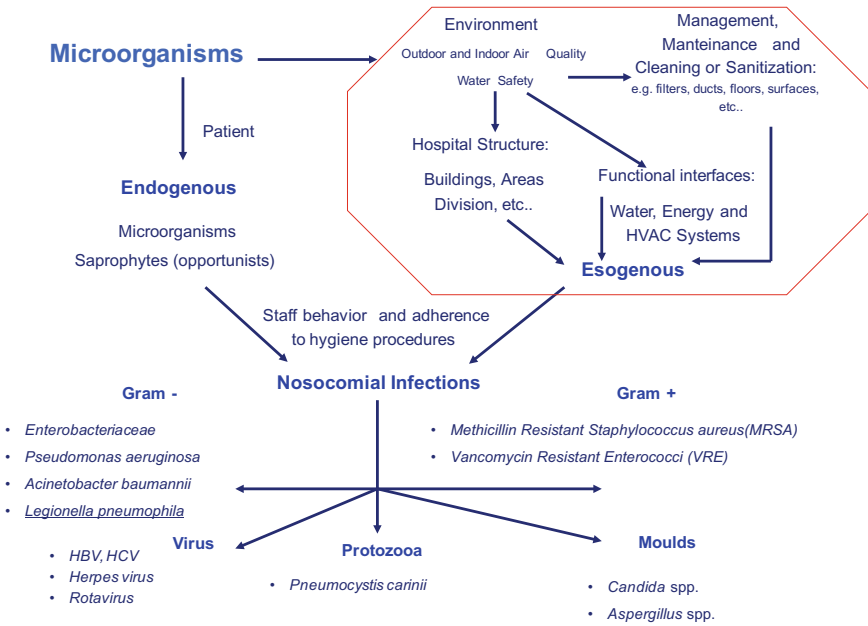 Microorganisms
Patient
Endogenous
Microorganisms
Saprophytes (opportunists)
Environment
Outdoor and Indoor Air Quality
Water Safety
Management,
Manteinance and
Cleaning or Sanitization:
e.g. filters, ducts, floors, surfaces,
etc..
Hospital Structure:
Buildings, Areas
Division, etc..
Functional interfaces:
Water, Energy and
HVAC Systems
Esogenous
Staff behavior and adherence
to hygiene procedures
Nosocomial Infections
Gram -
• Enterobacteriaceae
• Pseudomonas aeruginosa
• Acinetobacter baumannii
• Legionella pneumophila
Gram +
• Methicillin Resistant Staphylococcus aureus(MRSA)
• Vancomycin Resistant Enterococci (VRE)
Virus
• HBV, HCV
• Herpes virus
• Rotavirus
Protozooa
• Pneumocystis carinii
Moulds
• Candida spp.
• Aspergillus spp.